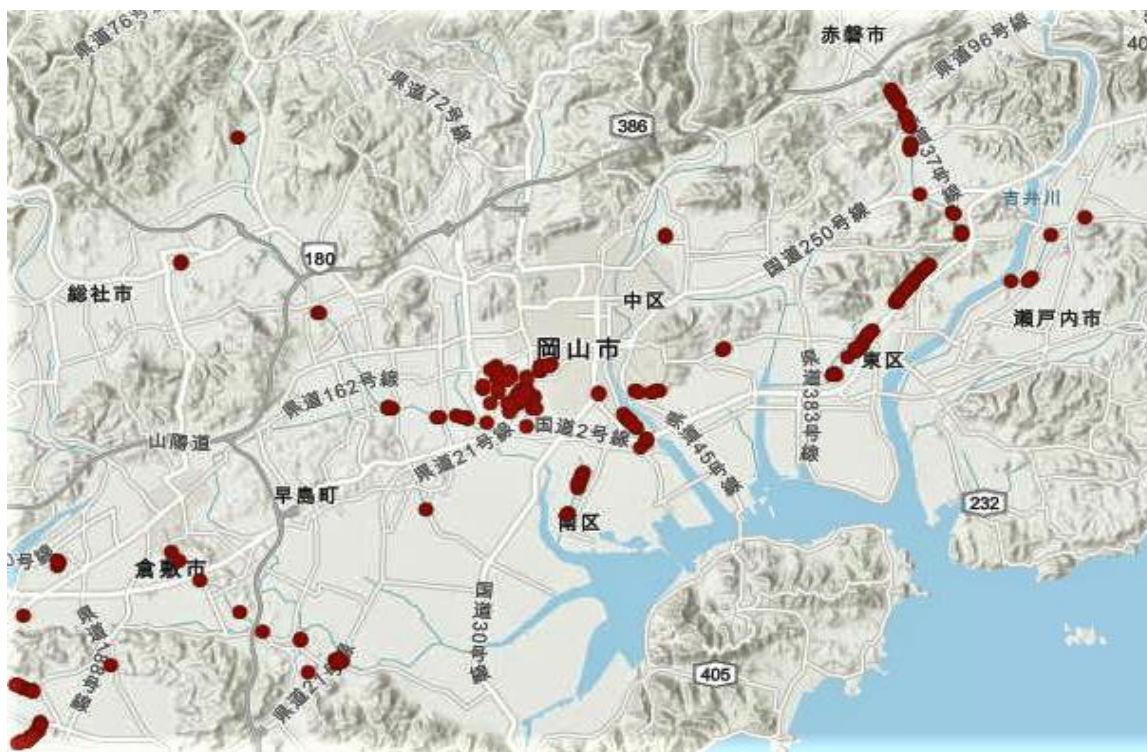 県道76号線
赤磐市
県道96号線
40
県道72号線
386
県道37号線
吉井川
国道250号線
180
総社市
中区
瀬戸内市
岡山市
東区
県道162号線
県道383号線
国道2号線
県道21号線
県道45号線
山陽道
早島町
232
南区
0号線
倉敷市
国道30号線
県道188号線
県道21号線
405